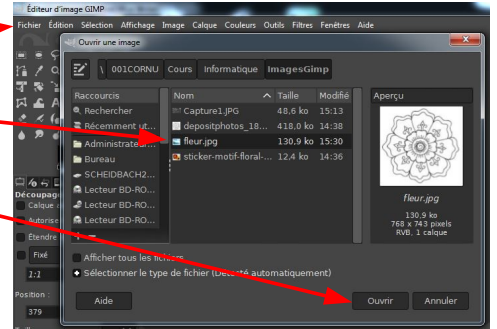 Éditeur d'image GIMP
Fichier Édition Sélection Affichage Image Calque Couleurs Outils Filtres Fenêtres Aide
Ouvrir une image
\ 001CORNU Cours Informatique ImagesGimp
Raccourcis
Rechercher
Récemment ut...
Administrateur...
Bureau
SCHEIDBACH2...
Lecteur BD-RO...
Lecteur BD-RO...
Lecteur BD-RO...
Nom Taille Modifié
Capture1.JPG 48,6 ko 15:13
depositphotos_18... 418,0 ko 14:38
fleur.jpg 130,9 ko 15:30
sticker-motif-floral-... 12,4 ko 14:36
Aperçu
fleur.jpg
130,9 ko
768 x 743 pixels
RVB, 1 calque
Découpag
Calque
Autorise
Étendre
Fixé
1:1
Position :
379
Afficher tous les fichiers
Sélectionner le type de fichier (Détecté automatiquement)
Aide Ouvrir Annuler